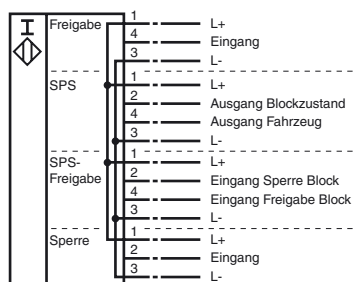 Freigabe 1 L+
4 Eingang
3 L-
SPS 1 L+
2 Ausgang Blockzustand
4 Ausgang Fahrzeug
3 L-
SPS-Freigabe 1 L+
2 Eingang Sperre Block
4 Eingang Freigabe Block
3 L-
Sperre 1 L+
2 Eingang
3 L-